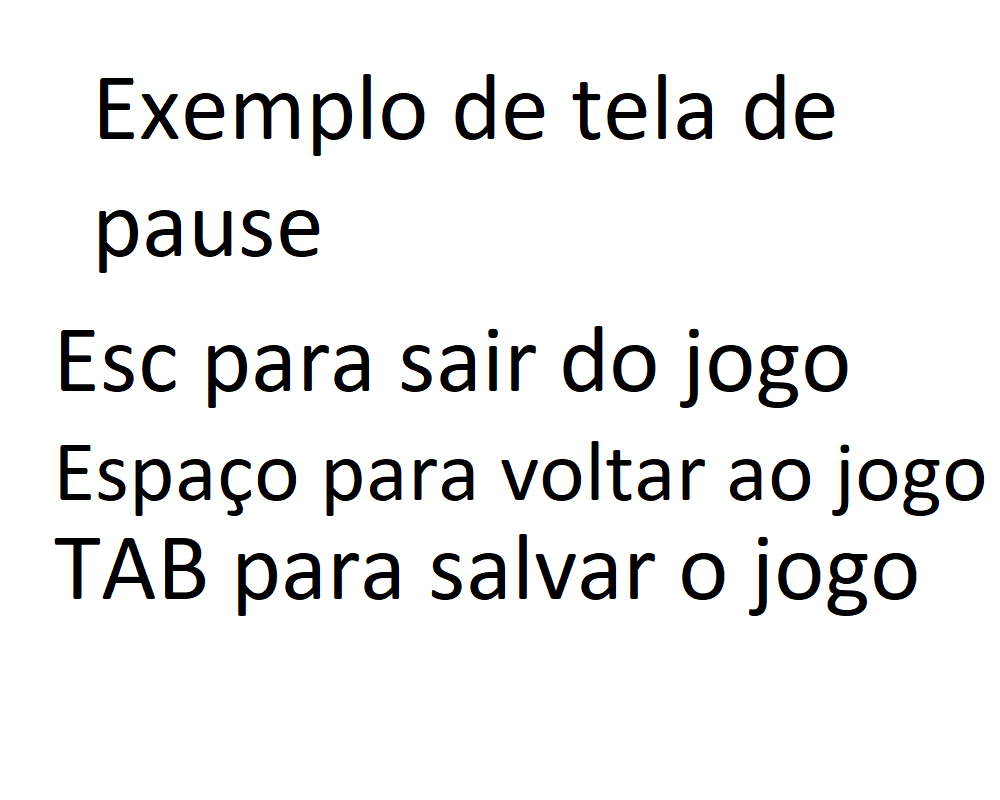 Exemplo de tela de
pause
Esc para sair do jogo
Espaço para voltar ao jogo
TAB para salvar o jogo